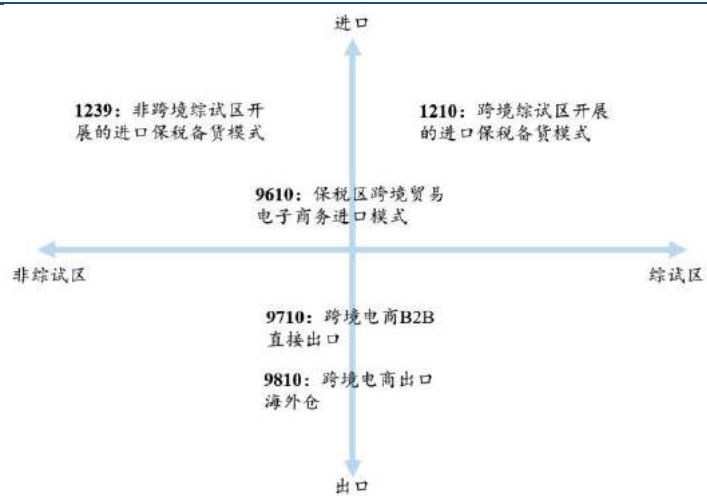 进口
1239：非跨境综试区开
展的进口保税备货模式
1210：跨境综试区开展
的进口保税备货模式
9610：保税区跨境贸易
电子商务进口模式
非综试区
综试区
9710：跨境电商B2B
直接出口
9810：跨境电商出口
海外仓
出口